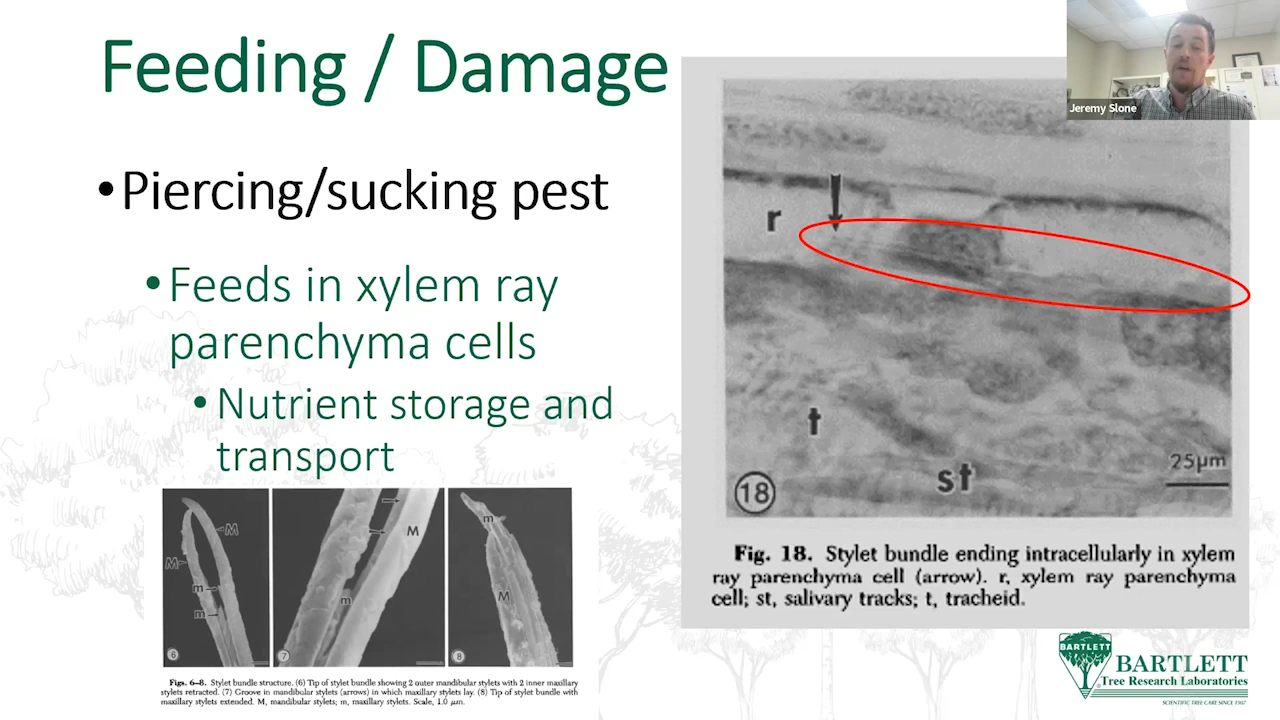 Feeding / Damage
•Piercing/sucking pest
•Feeds in xylem ray
parenchyma cells
•Nutrient storage and
transport
M
M
m
m
6
M
m
7
m
M
8
Figs. 6–8. Stylet bundle structure. (6) Tip of stylet bundle showing 2 outer mandibular stylets with 2 inner maxillary
stylets retracted. (7) Groove in mandibular stylets (arrows) in which maxillary stylets lay. (8) Tip of stylet bundle with
maxillary stylets extended. M, mandibular stylets; m, maxillary stylets. Scale, 1.0 μm.
Jeremy Slone
r
t
st
25μm
18
Fig. 18. Stylet bundle ending intracellularly in xylem
ray parenchyma cell (arrow). r, xylem ray parenchyma
cell; st, salivary tracks; t, tracheid.
BARTLETT
BARTLETT
Tree Research Laboratories
SCIENTIFIC TREE CARE SINCE 1907